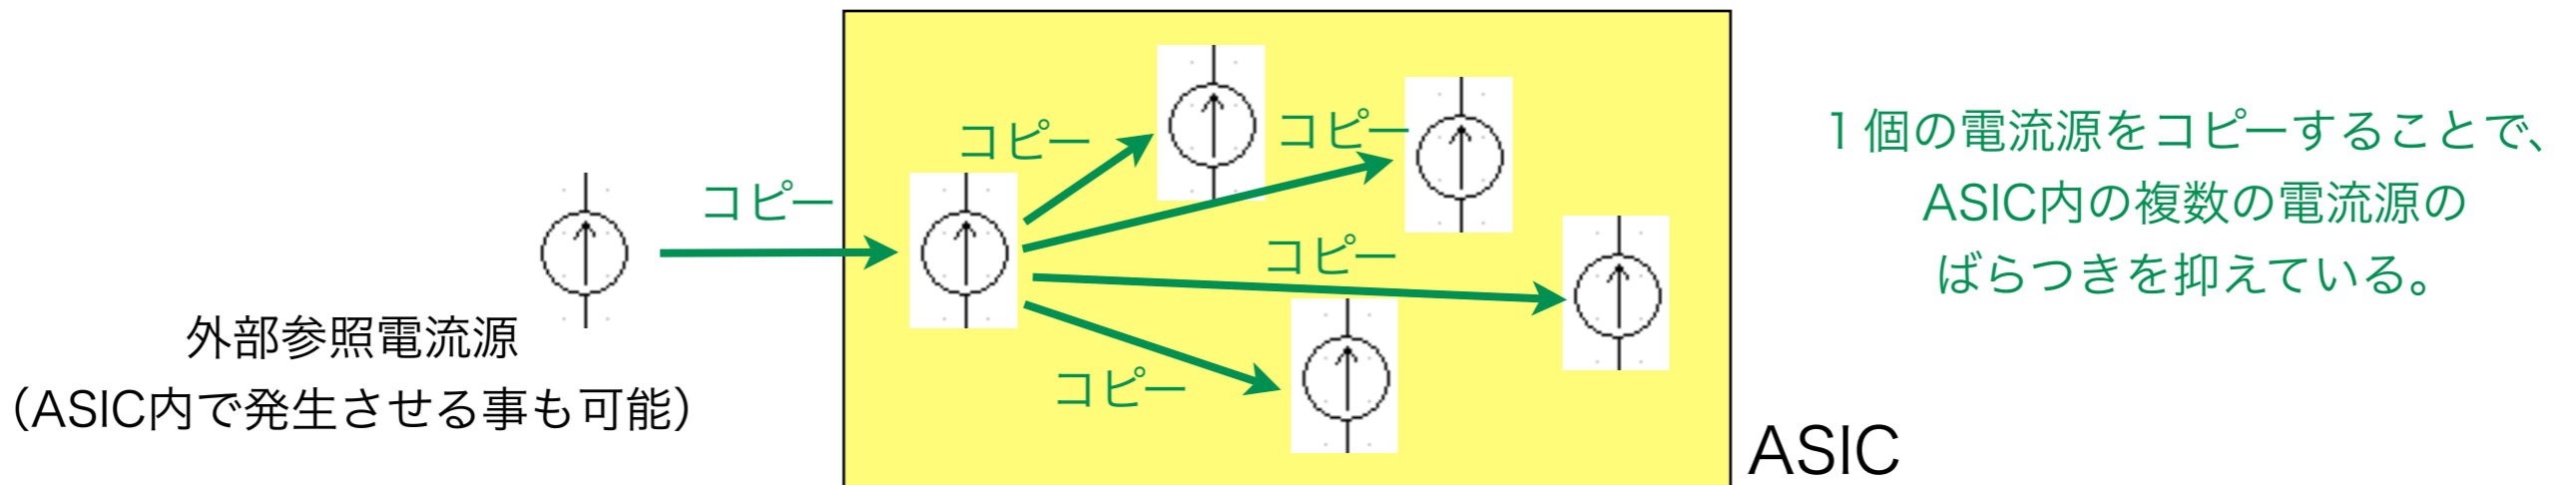 コピー
コピー
コピー
コピー
コピー
外部参照電流源
（ASIC内で発生させる事も可能）
1個の電流源をコピーすることで、
ASIC内の複数の電流源の
ばらつきを抑えている。
ASIC